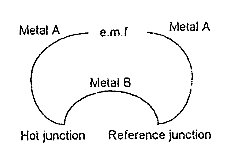 Metal A e.m.f Metal A
Metal B
Hot junction Reference junction